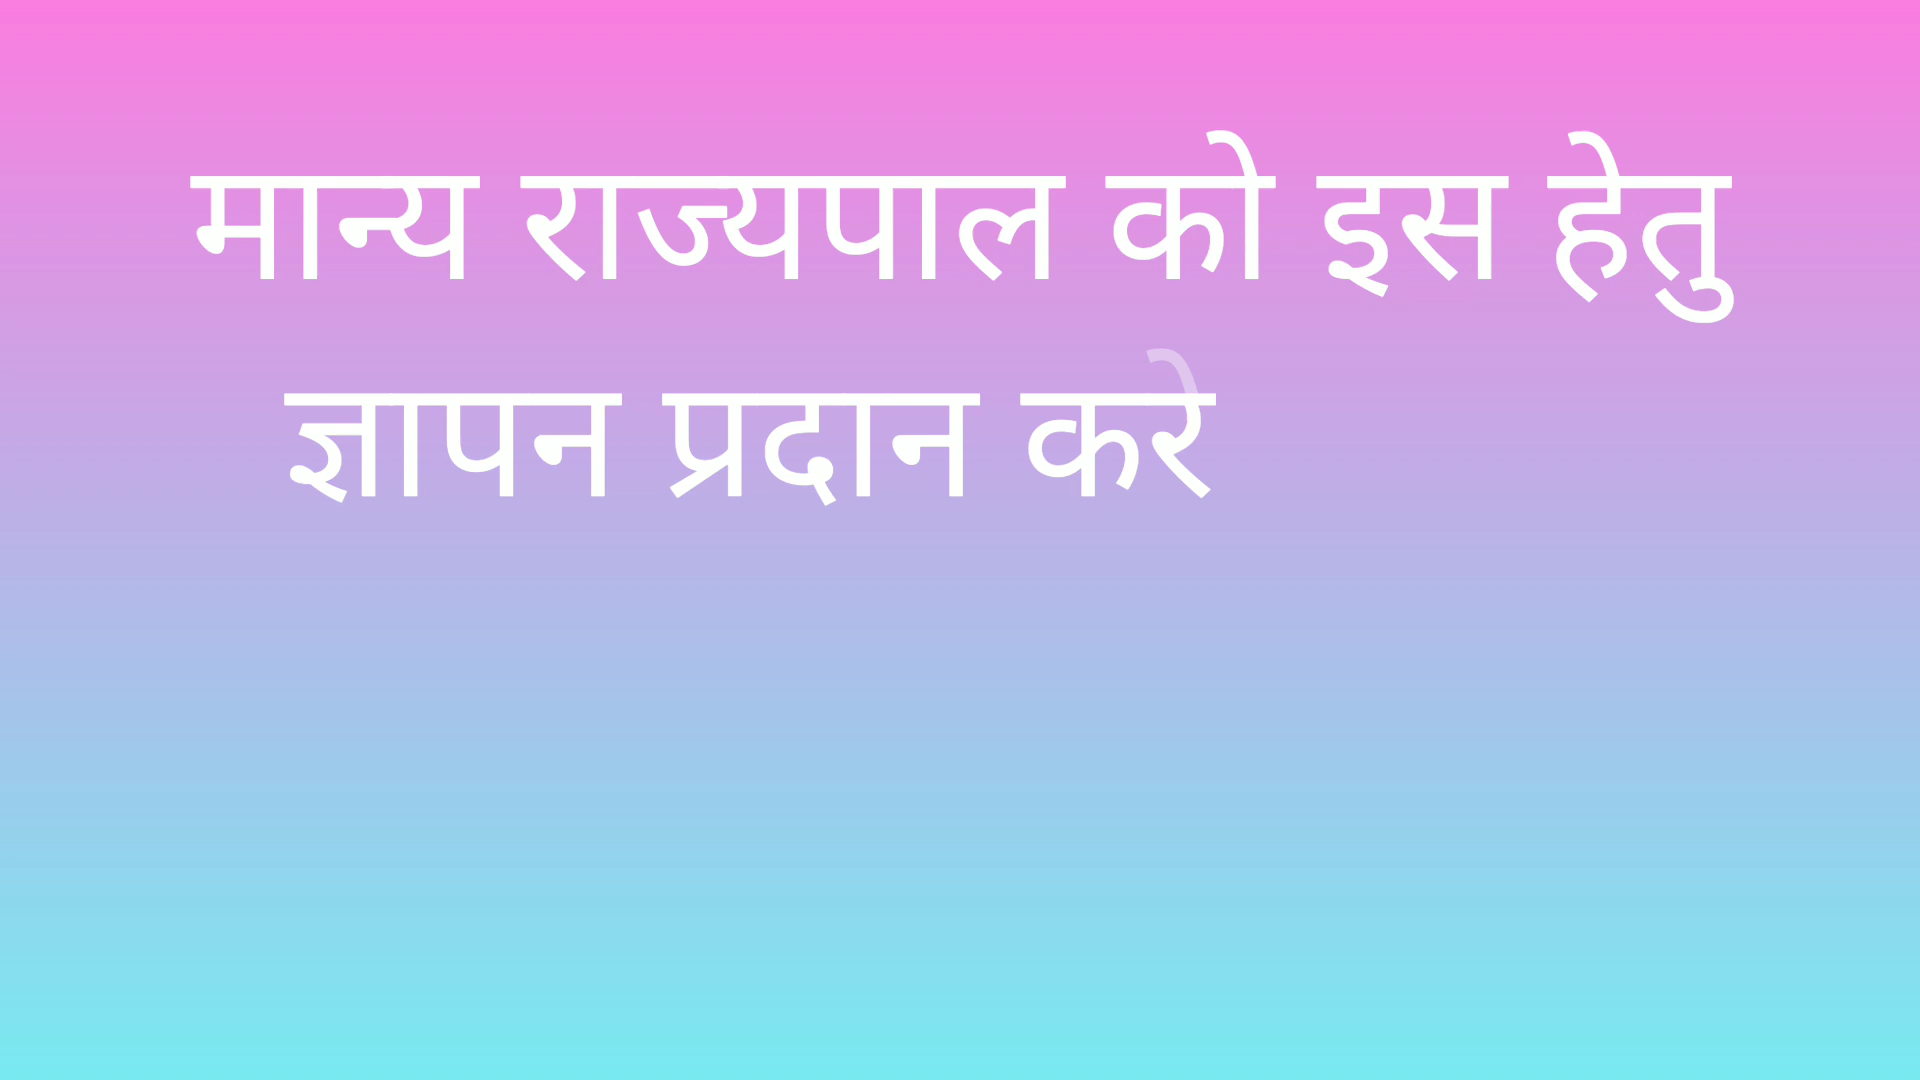 मान्य राज्यपाल को इस हेतु
ज्ञापन प्रदान करे